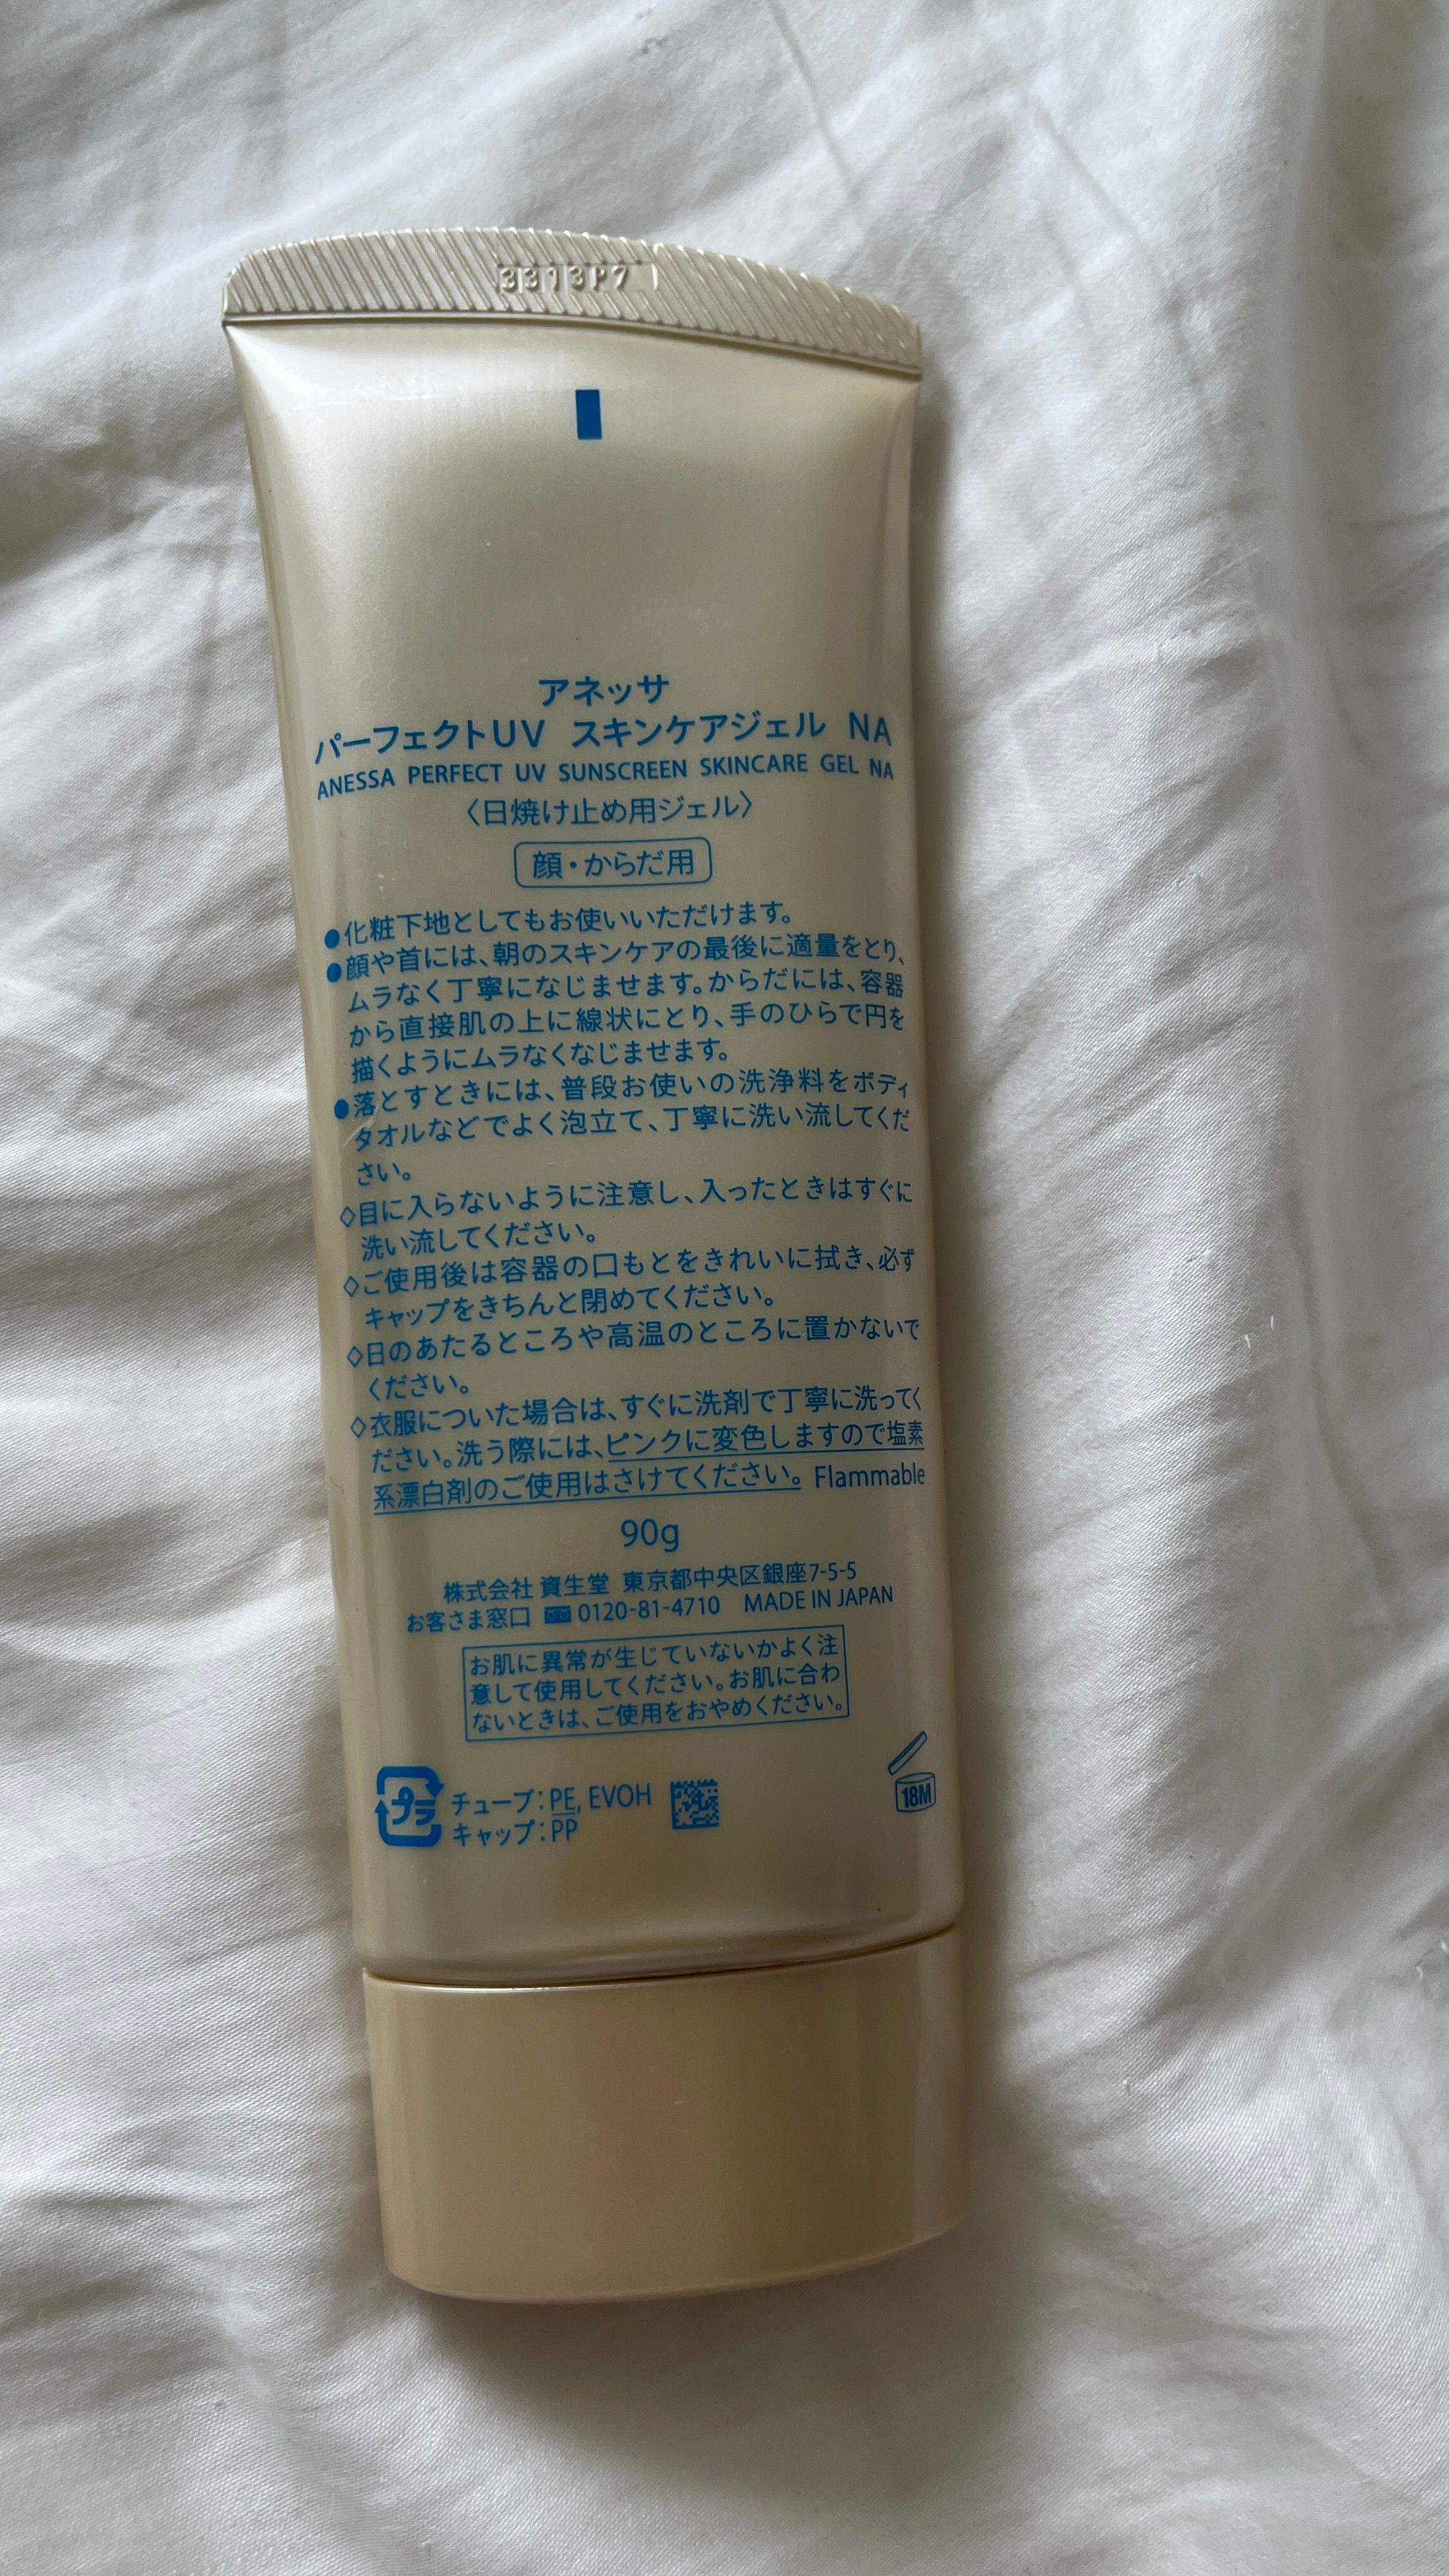 3313P7
アネッサ
パーフェクトUV スキンケアジェル NA
ANESSA PERFECT UV SUNSCREEN SKINCARE GEL NA
〈日焼け止め用ジェル〉
顔・からだ用
●化粧下地としてもお使いいただけます。
●顔や首には、朝のスキンケアの最後に適量をとり、
ムラなく丁寧になじませます。からだには、容器
から直接肌の上に線状にとり、手のひらで円を
描くようにムラなくなじませます。
●落とすときには、普段お使いの洗浄料をボディ
タオルなどでよく泡立て、丁寧に洗い流してくだ
さい。
◇目に入らないように注意し、入ったときはすぐに
洗い流してください。
◇ご使用後は容器の口もとをきれいに拭き、必ず
キャップをきちんと閉めてください。
◇日のあたるところや高温のところに置かないで
ください。
◇衣服についた場合は、すぐに洗剤で丁寧に洗ってく
ださい。洗う際には、ピンクに変色しますので塩素
系漂白剤のご使用はさけてください。 Flammable
90g
株式会社 資生堂 東京都中央区銀座7-5-5
お客さま窓口 0120-81-4710 MADE IN JAPAN
お肌に異常が生じていないかよく注
意して使用してください。お肌に合わ
ないときは、ご使用をおやめください。
プラ チューブ:PE, EVOH
キャップ:PP
18M